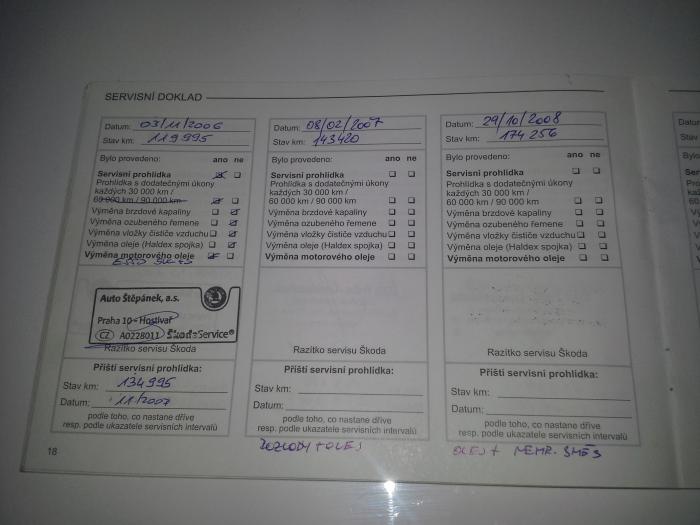 SERVISNÍ DOKLAD
Datum: 03/11/2006
Stav km: 119 995
Bylo provedeno: ano ne
Servisní prohlídka
Prohlídka s dodatečnými úkony
každých 30 000 km /
60 000 km / 90 000 km
Výměna brzdové kapaliny
Výměna ozubeného řemene
Výměna vložky čističe vzduchu
Výměna oleje (Haldex spojka)
Výměna motorového oleje
Auto Štěpánek, a.s.
Praha 10 - Hostivař
CZ A0228011 ŠkodaService®
Razítko servisu Škoda
Příští servisní prohlídka:
Stav km: 134 995
Datum: 11/2007
podle toho, co nastane dříve
resp. podle ukazatele servisních intervalů
18
Datum: 08/02/2007
Stav km: 143420
Bylo provedeno: ano ne
Servisní prohlídka
Prohlídka s dodatečnými úkony
každých 30 000 km /
60 000 km / 90 000 km
Výměna brzdové kapaliny
Výměna ozubeného řemene
Výměna vložky čističe vzduchu
Výměna oleje (Haldex spojka)
Výměna motorového oleje
Razítko servisu Škoda
Příští servisní prohlídka:
Stav km:
Datum:
podle toho, co nastane dříve
resp. podle ukazatele servisních intervalů
ROZVODY + OLEJ
Datum: 29/10/2008
Stav km: 174 256
Bylo provedeno: ano ne
Servisní prohlídka
Prohlídka s dodatečnými úkony
každých 30 000 km /
60 000 km / 90 000 km
Výměna brzdové kapaliny
Výměna ozubeného řemene
Výměna vložky čističe vzduchu
Výměna oleje (Haldex spojka)
Výměna motorového oleje
Razítko servisu Škoda
Příští servisní prohlídka:
Stav km:
Datum:
podle toho, co nastane dříve
resp. podle ukazatele servisních intervalů
OLEJ + NEMR. SMĚS